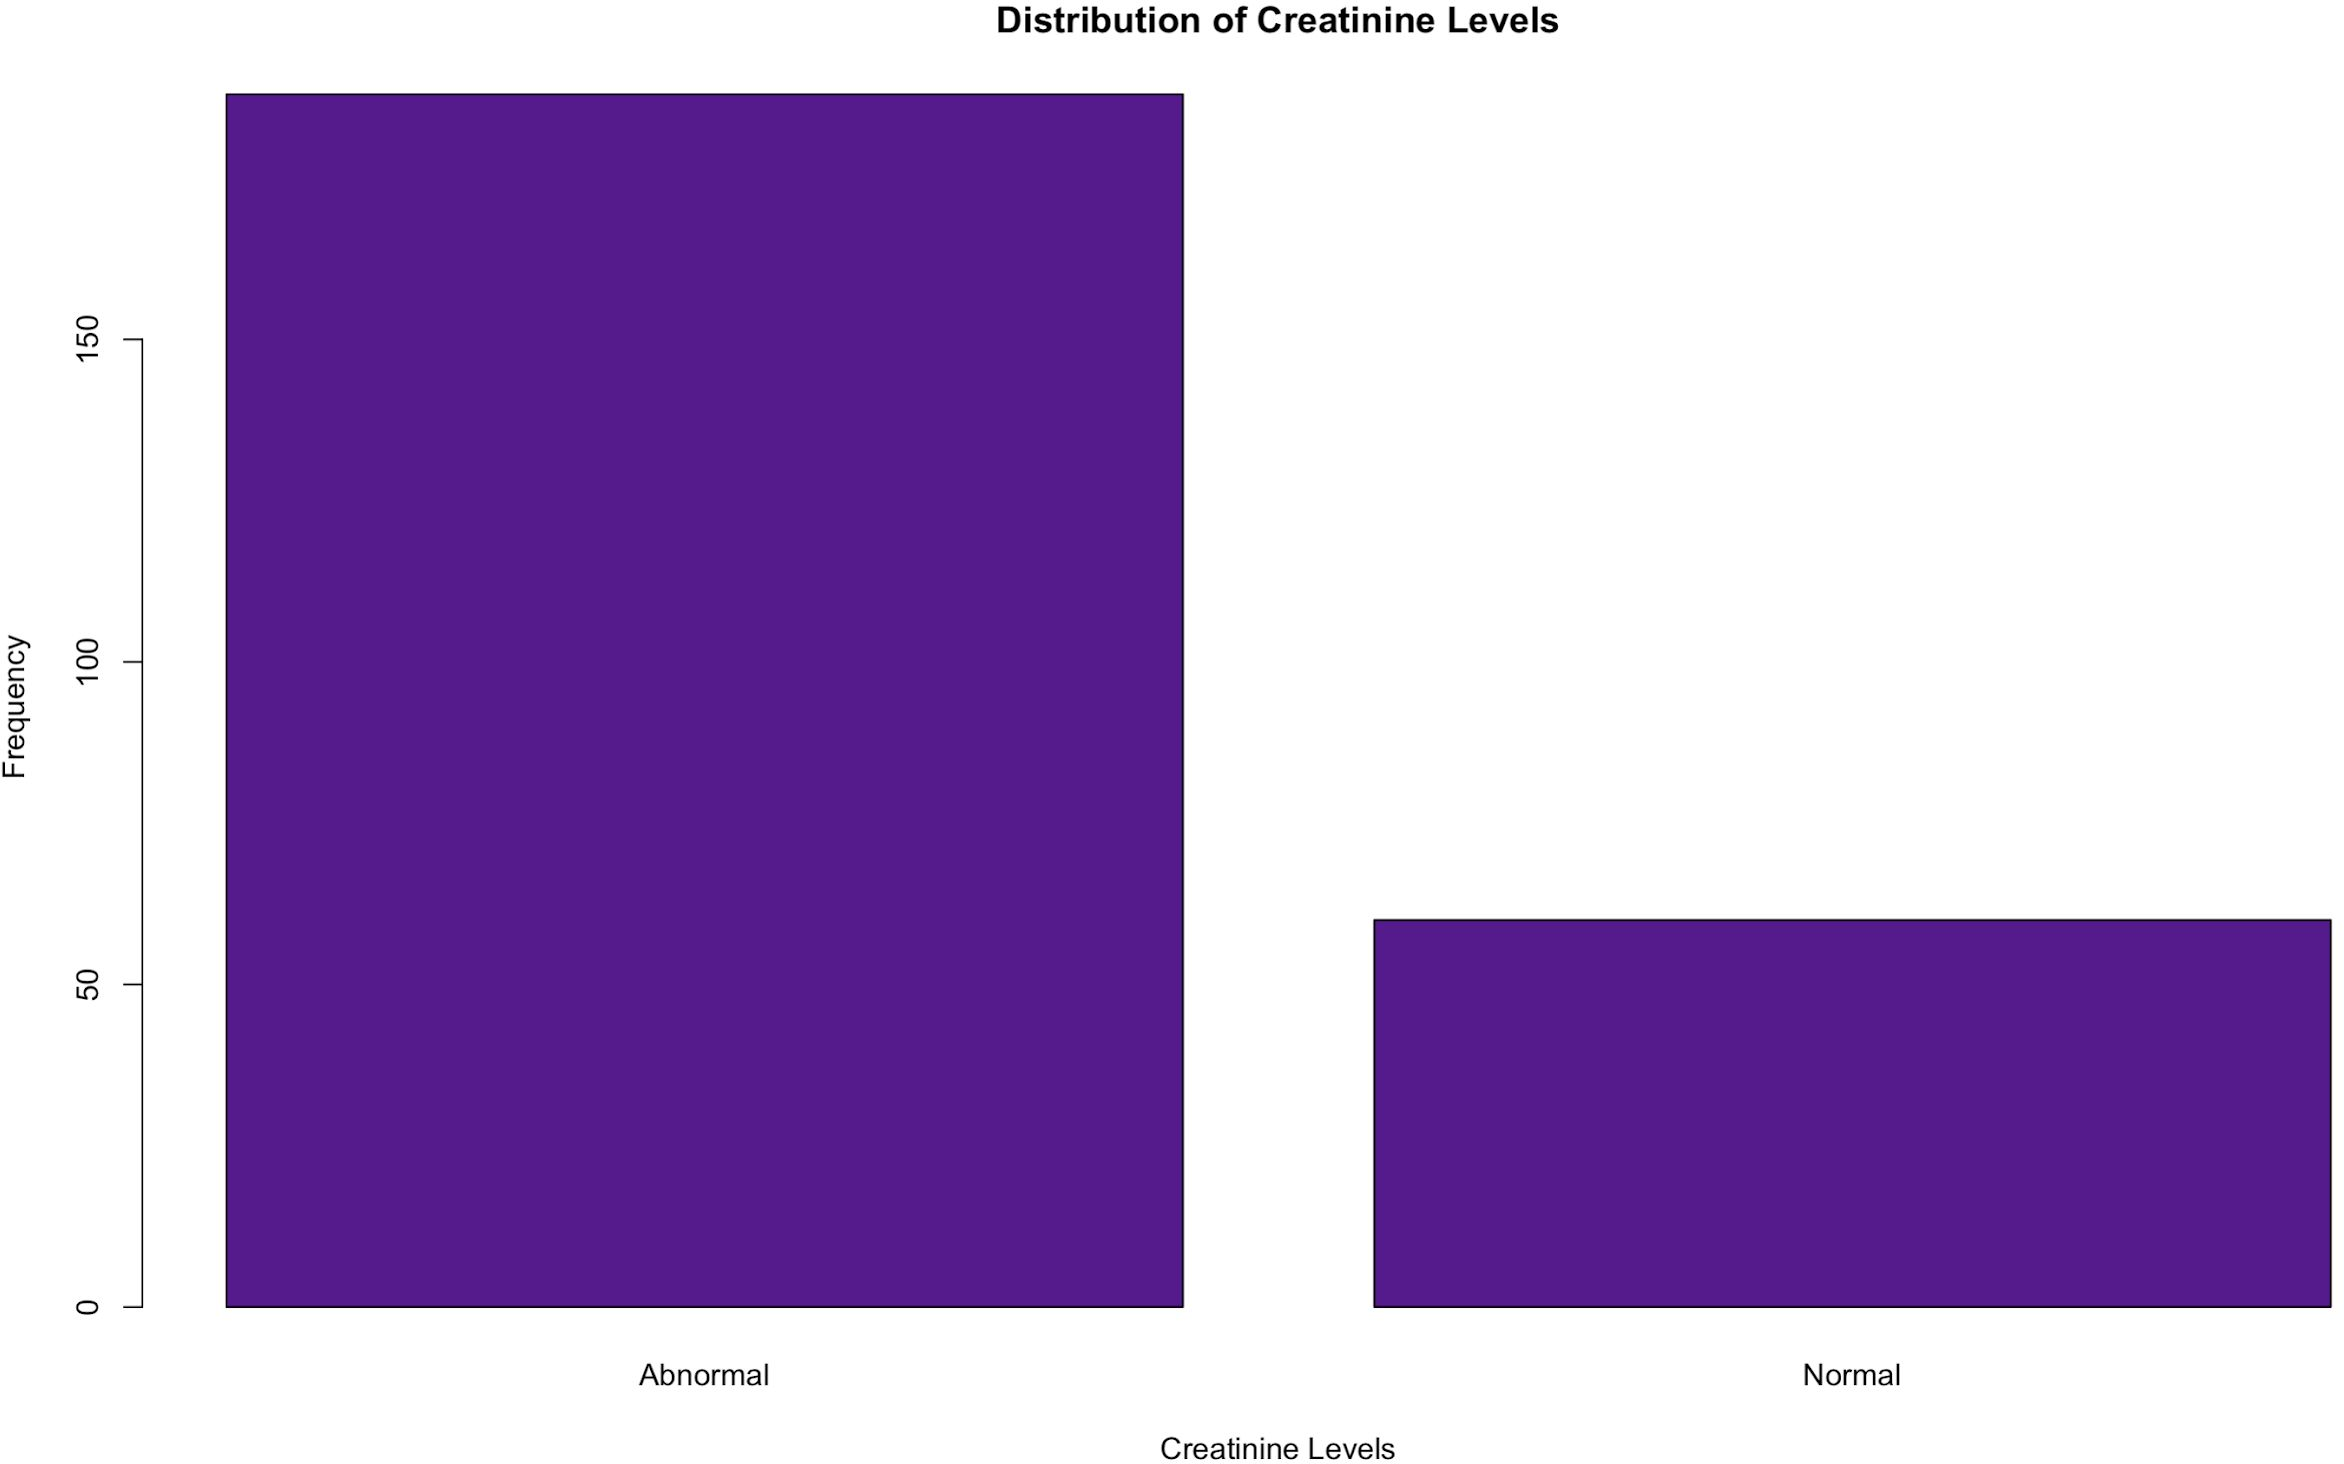 Distribution of Creatinine Levels
Frequency
150
100
50
0
Abnormal
Normal
Creatinine Levels